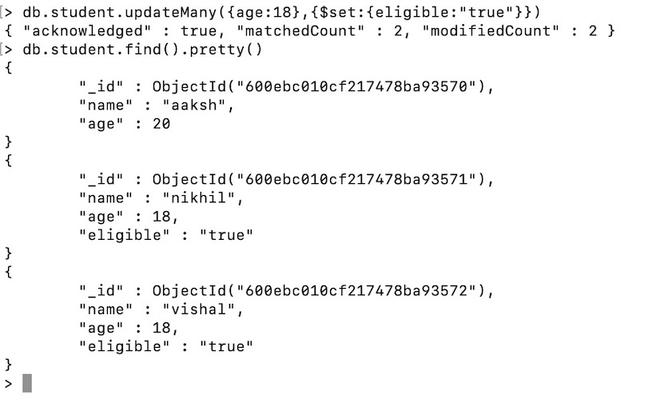 > db.student.updateMany({age:18},{$set:{eligible:"true"}})
{ "acknowledged" : true, "matchedCount" : 2, "modifiedCount" : 2 }
> db.student.find().pretty()
{
        "_id" : ObjectId("600ebc010cf217478ba93570"),
        "name" : "aaksh",
        "age" : 20
}
{
        "_id" : ObjectId("600ebc010cf217478ba93571"),
        "name" : "nikhil",
        "age" : 18,
        "eligible" : "true"
}
{
        "_id" : ObjectId("600ebc010cf217478ba93572"),
        "name" : "vishal",
        "age" : 18,
        "eligible" : "true"
}
>